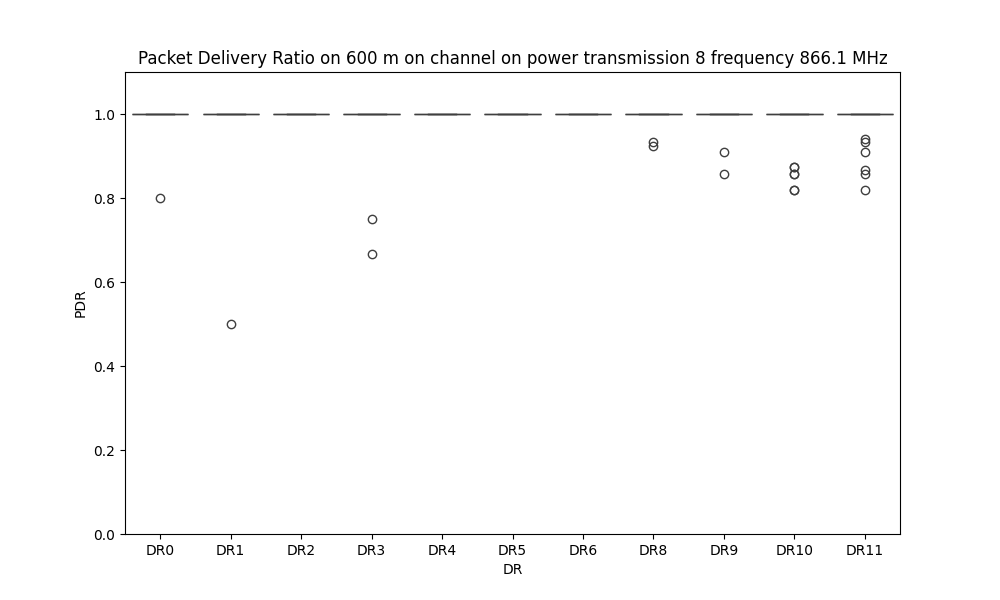 Packet Delivery Ratio on 600 m on channel on power transmission 8 frequency 866.1 MHz
1.0
0.8
0.6
0.4
0.2
0.0
PDR
DR0 DR1 DR2 DR3 DR4 DR5 DR6 DR8 DR9 DR10 DR11
DR